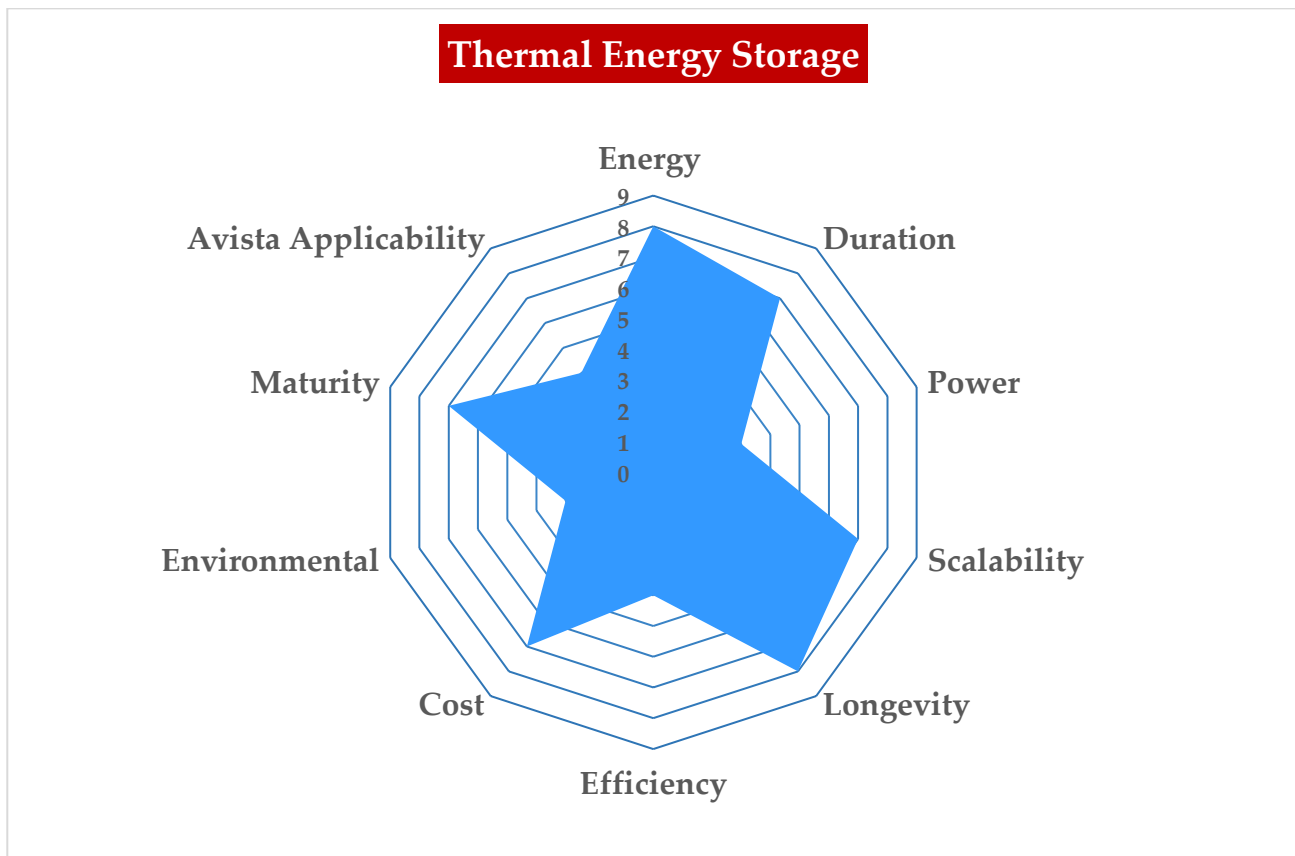 Thermal Energy Storage
Energy
Duration
Power
Scalability
Longevity
Efficiency
Cost
Environmental
Maturity
Avista Applicability
9
8
7
6
5
4
3
2
1
0